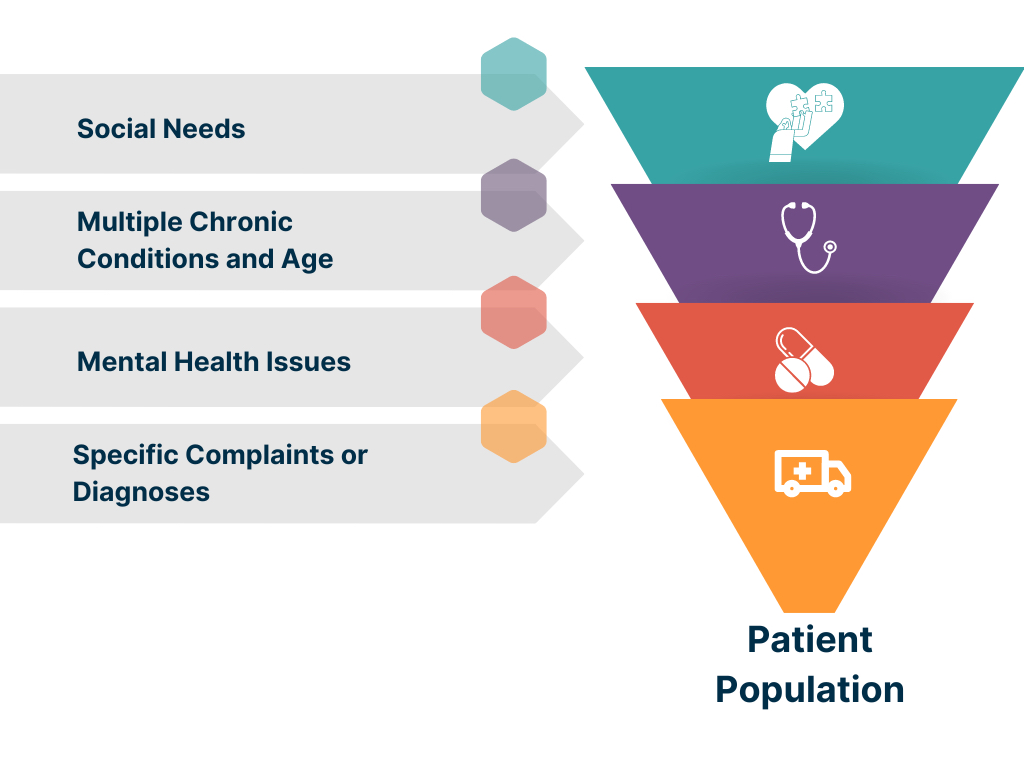 Social Needs
Multiple Chronic
Conditions and Age
Mental Health Issues
Specific Complaints or
Diagnoses
Patient
Population